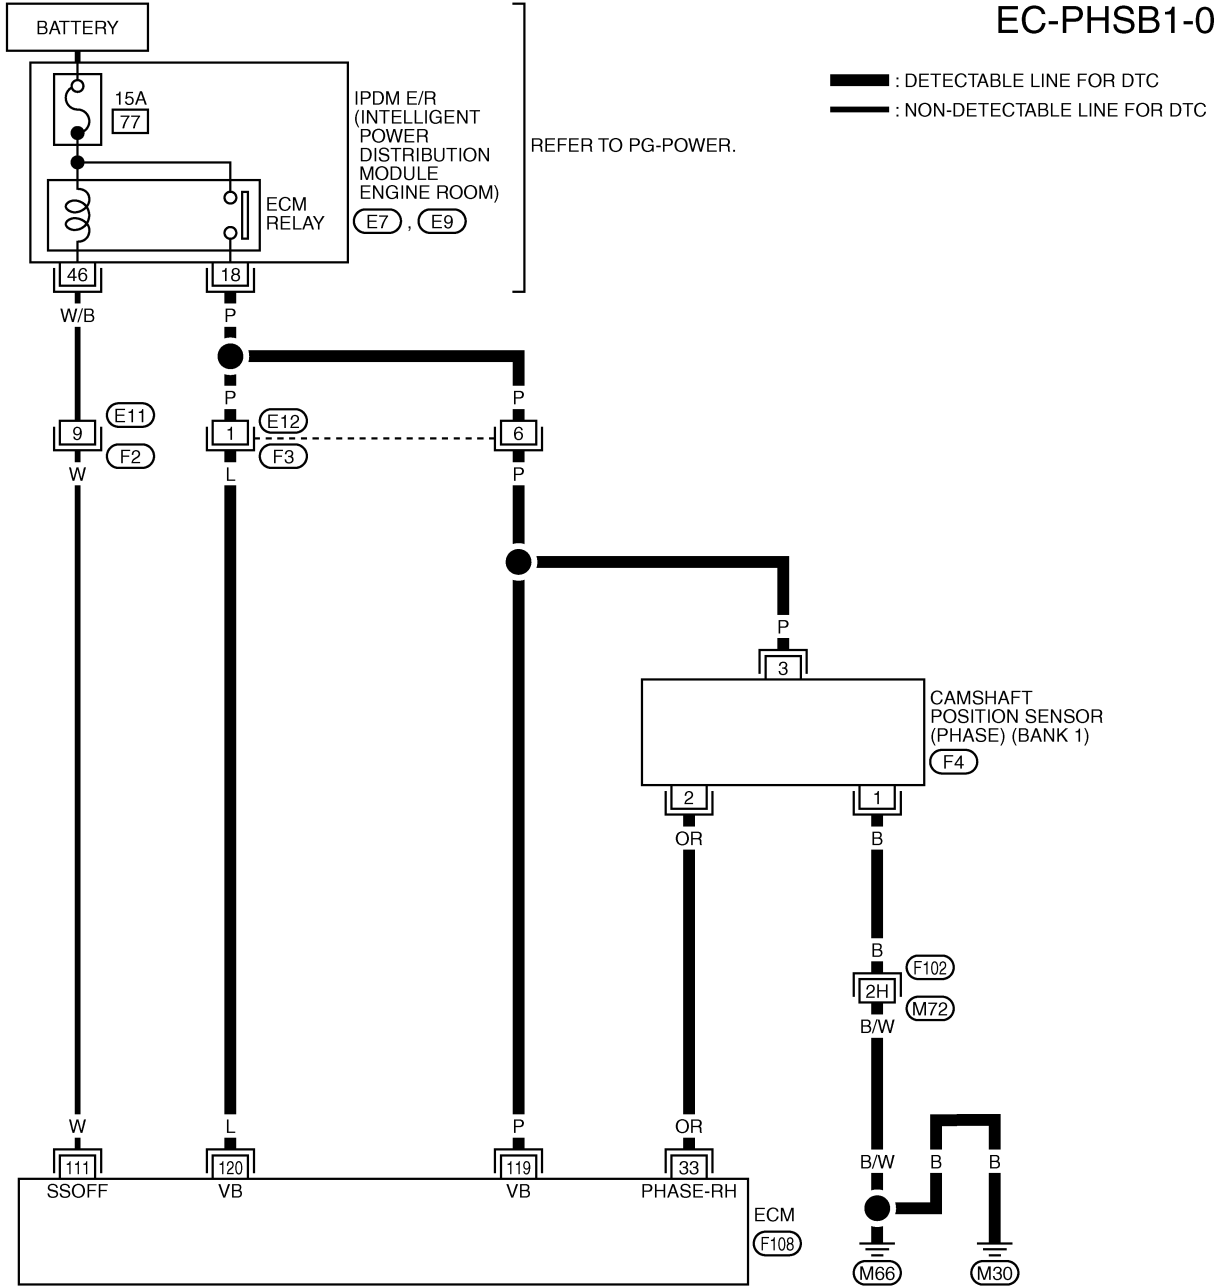 EC-PHSB1-0
BATTERY
: DETECTABLE LINE FOR DTC
: NON-DETECTABLE LINE FOR DTC
15A
77
IPDM E/R
(INTELLIGENT
POWER
DISTRIBUTION
MODULE
ENGINE ROOM)
E7 , E9
REFER TO PG-POWER.
ECM
RELAY
46
18
W/B
P
P
P
9
E11
F2
1
E12
F3
6
W
L
P
P
3
CAMSHAFT
POSITION SENSOR
(PHASE) (BANK 1)
F4
2
1
OR
B
B
F102
2H
M72
B/W
W
L
P
OR
B/W
B
B
111
120
119
33
SSOFF
VB
VB
PHASE-RH
ECM
F108
M66
M30